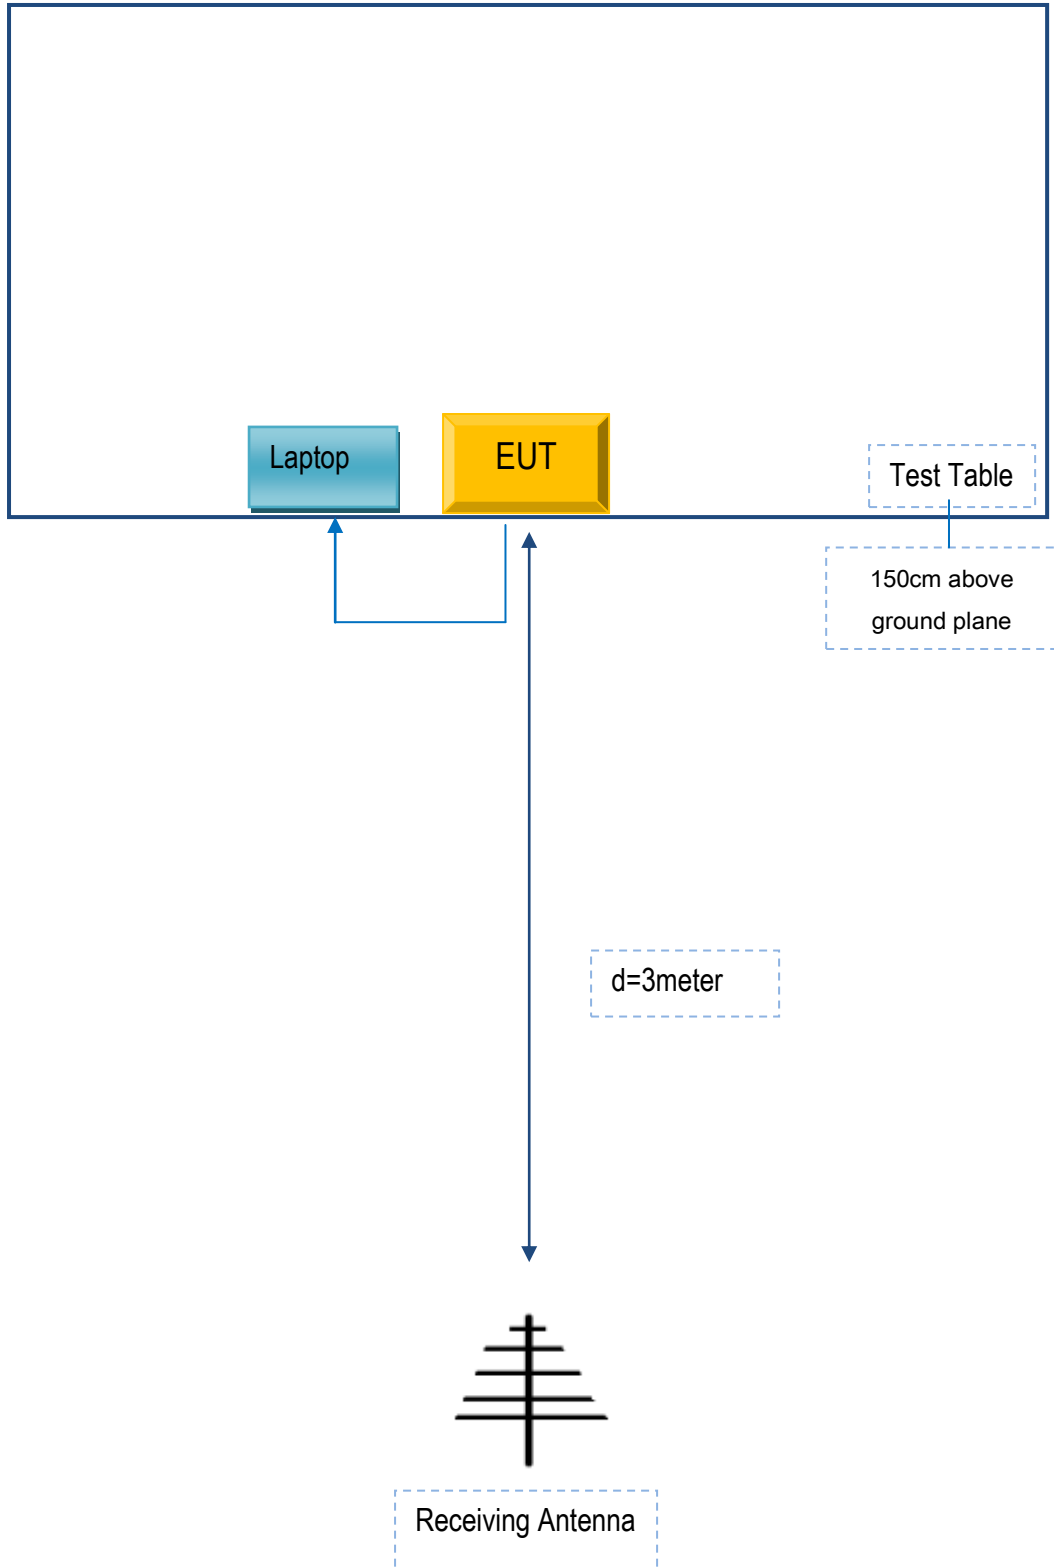 Laptop
EUT
Test Table
150cm above
ground plane
d=3meter
Receiving Antenna